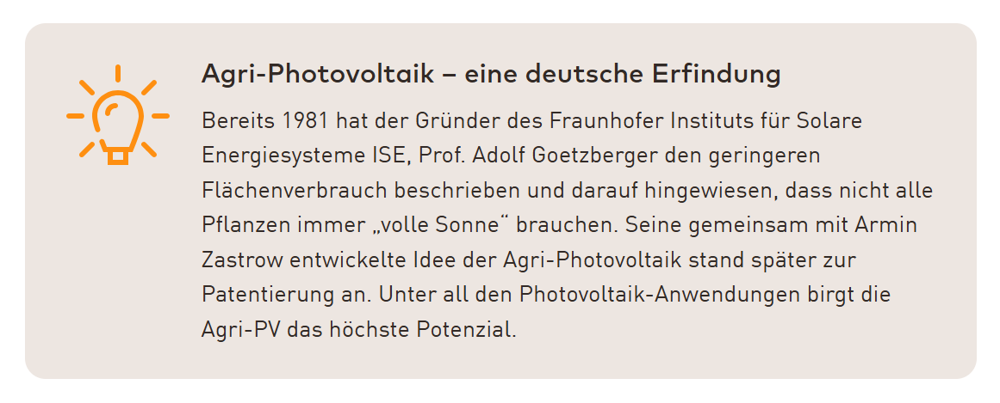 Agri-Photovoltaik – eine deutsche Erfindung
Bereits 1981 hat der Gründer des Fraunhofer Instituts für Solare
Energiesysteme ISE, Prof. Adolf Goetzberger den geringeren
Flächenverbrauch beschrieben und darauf hingewiesen, dass nicht alle
Pflanzen immer „volle Sonne“ brauchen. Seine gemeinsam mit Armin
Zastrow entwickelte Idee der Agri-Photovoltaik stand später zur
Patentierung an. Unter all den Photovoltaik-Anwendungen birgt die
Agri-PV das höchste Potenzial.